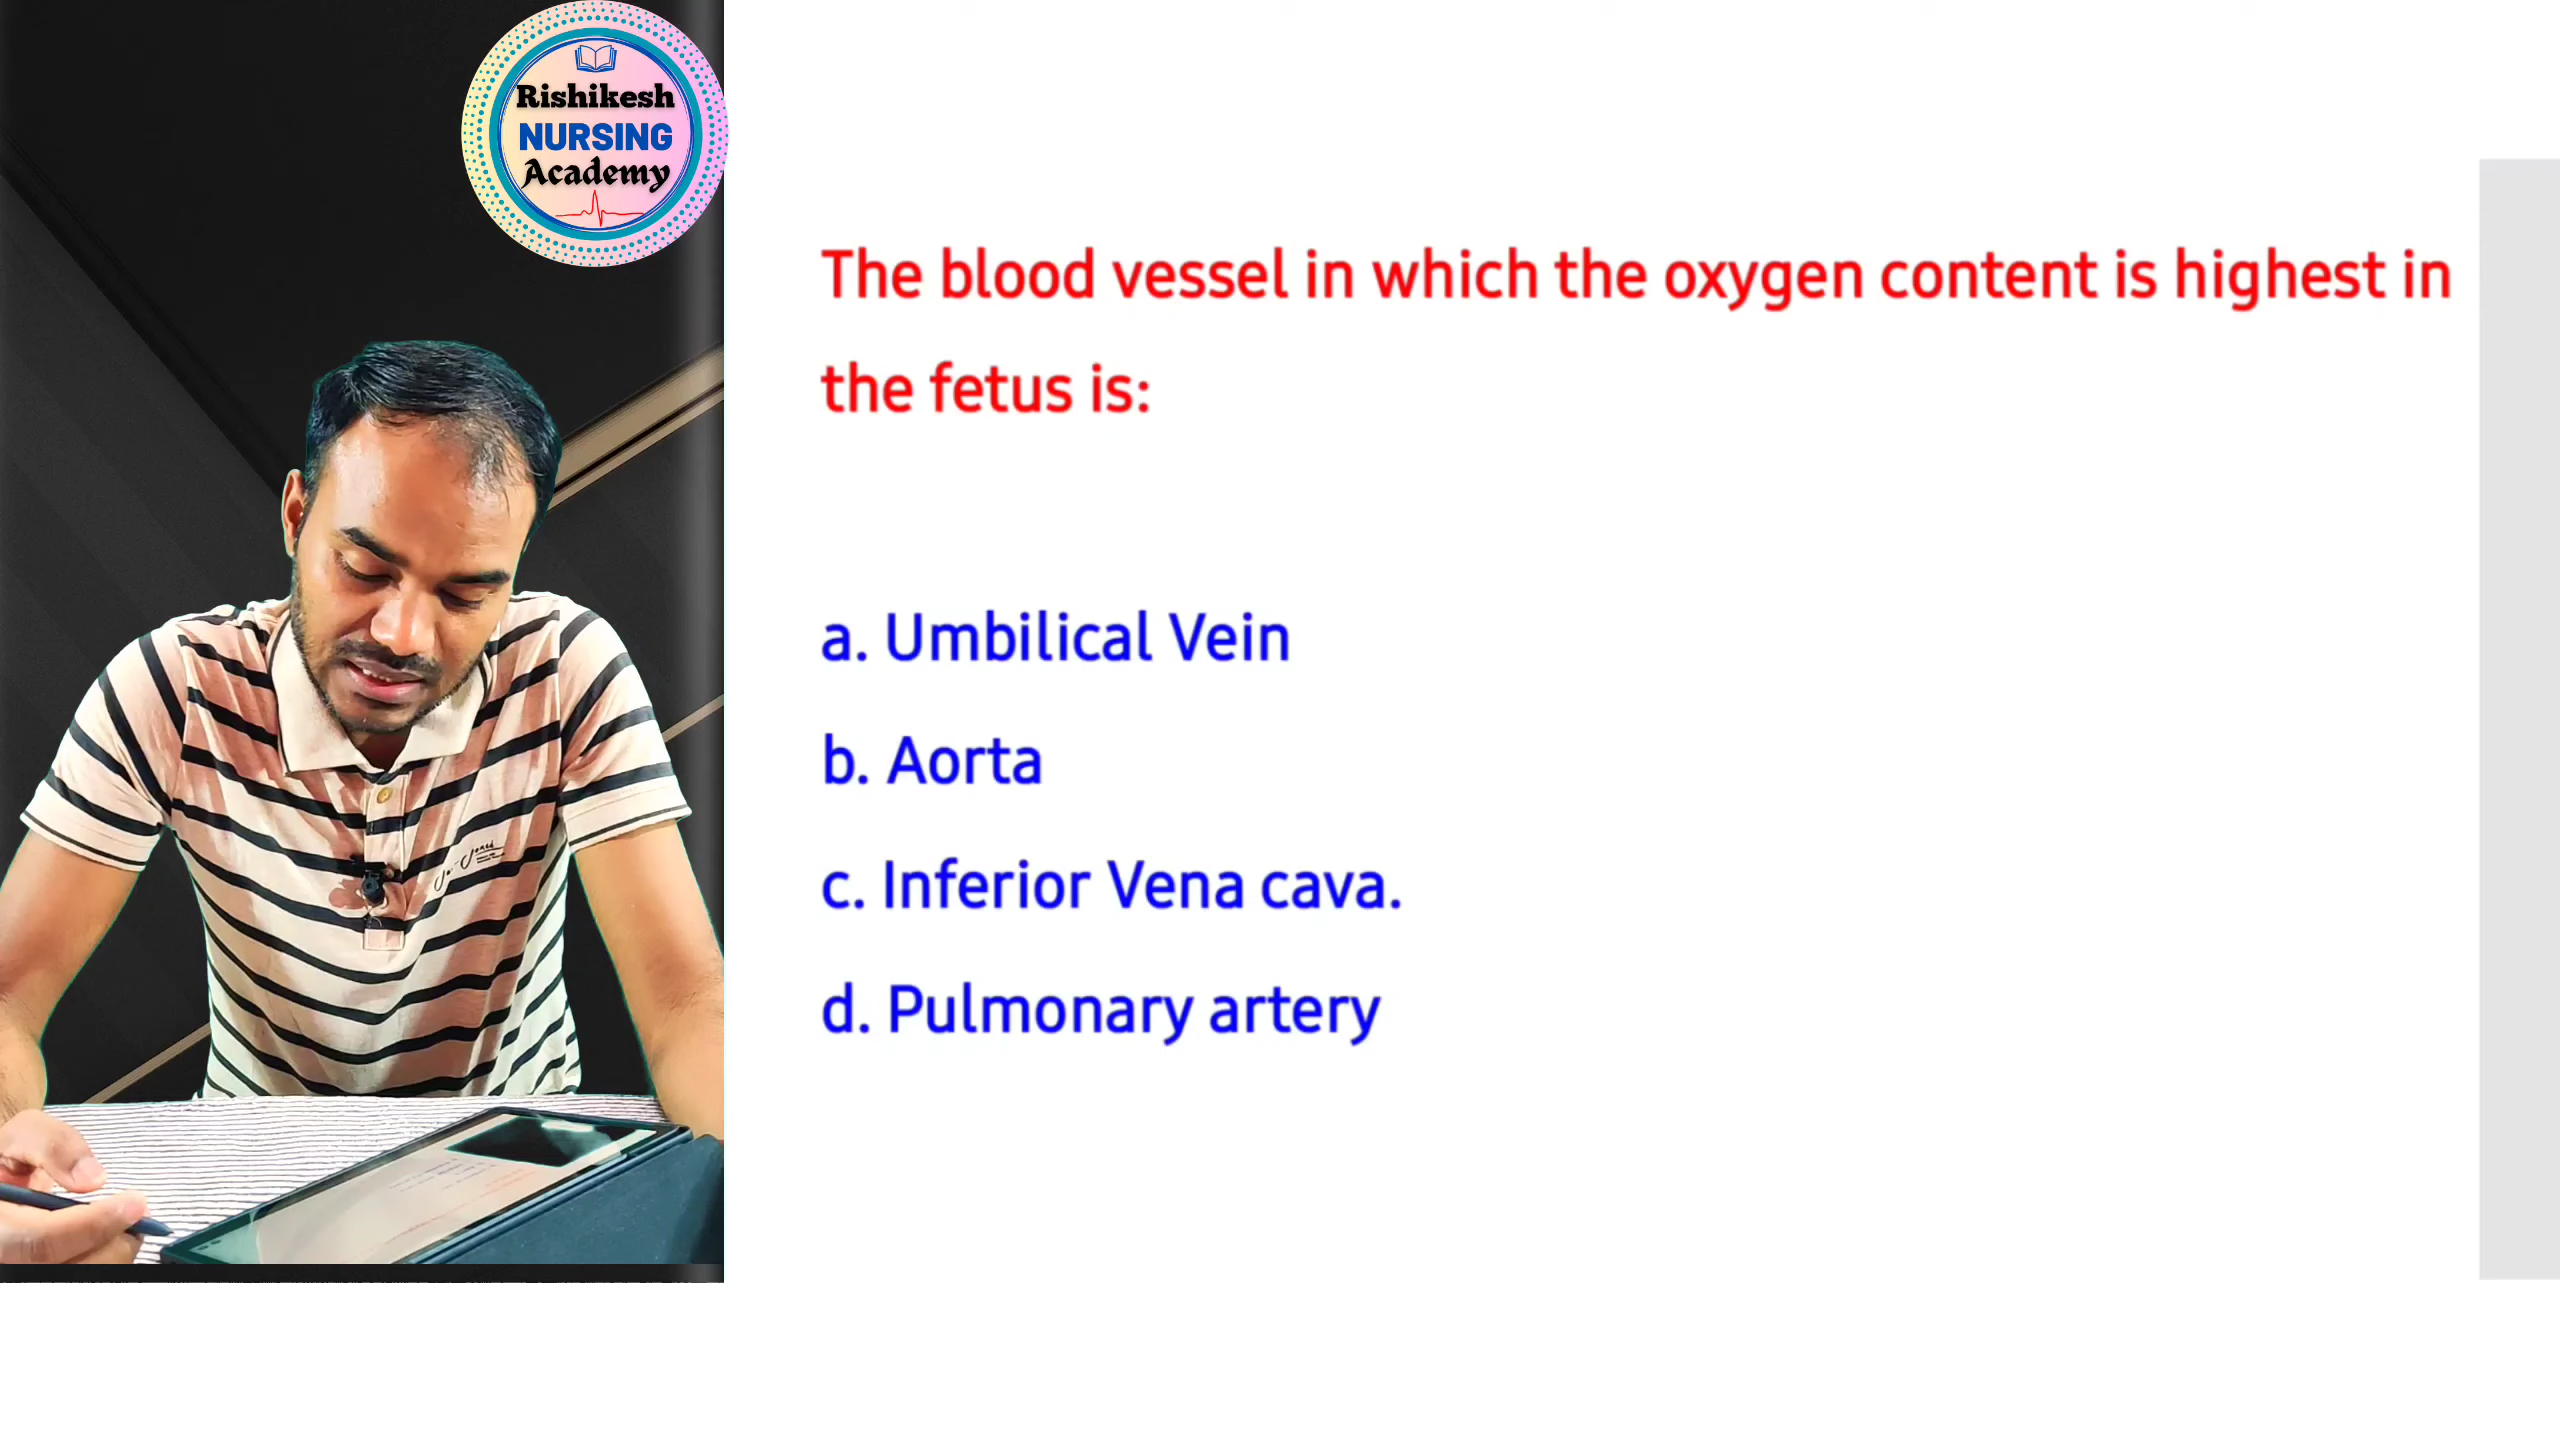 Rishikesh
NURSING
Academy
The blood vessel in which the oxygen content is highest in
the fetus is:
a. Umbilical Vein
b. Aorta
c. Inferior Vena cava.
d. Pulmonary artery